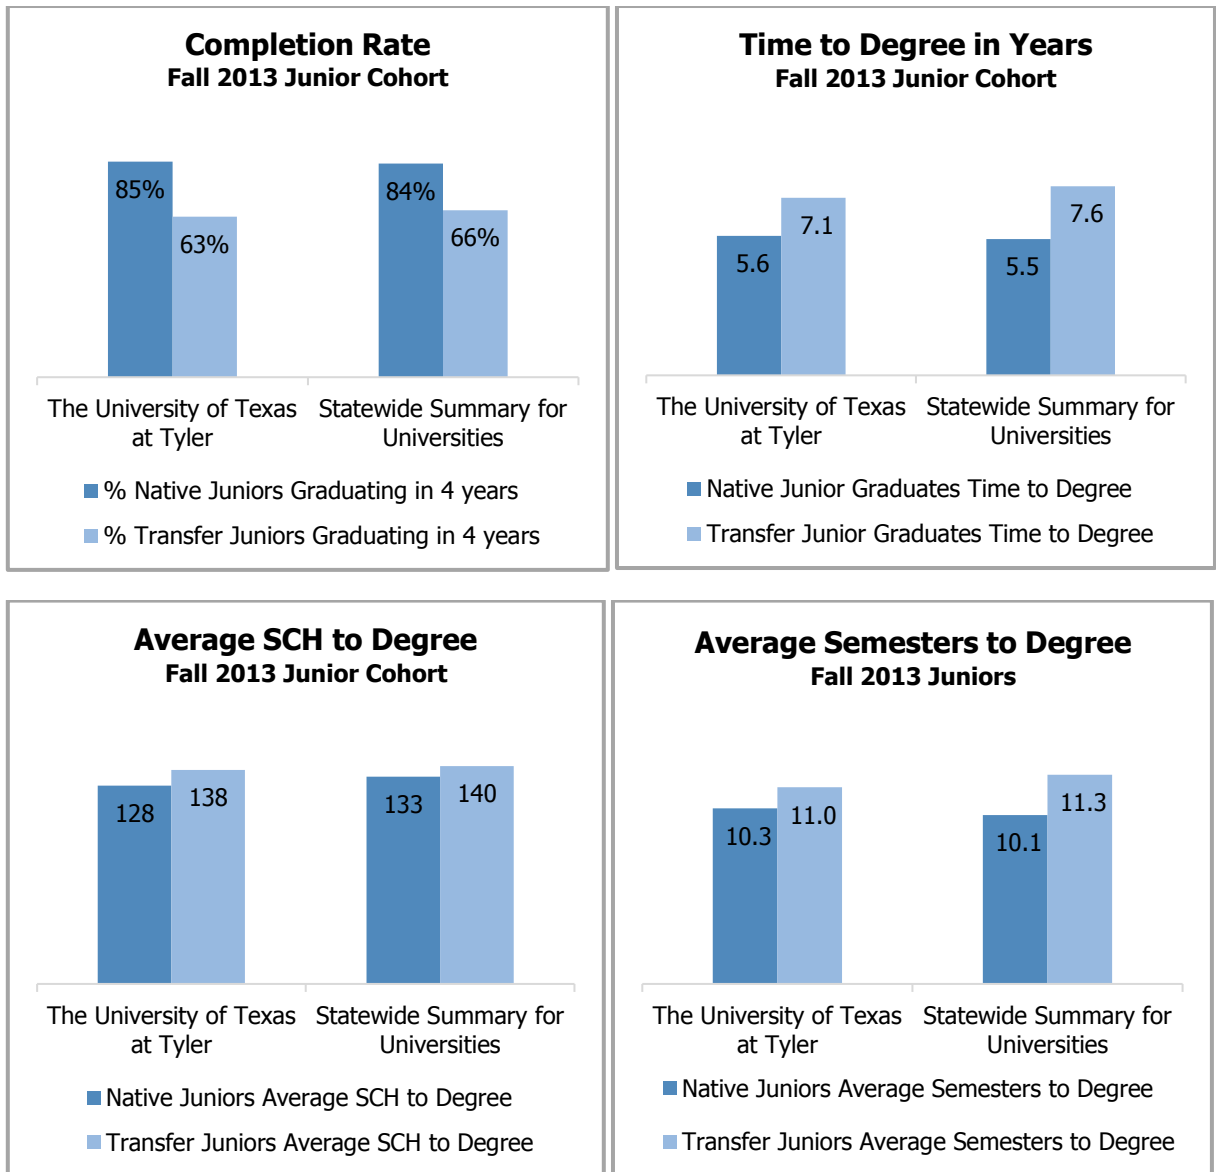 Completion Rate
Fall 2013 Junior Cohort
85%
63%
84%
66%
The University of Texas
at Tyler
Statewide Summary for
Universities
% Native Juniors Graduating in 4 years
% Transfer Juniors Graduating in 4 years
Time to Degree in Years
Fall 2013 Junior Cohort
5.6
7.1
5.5
7.6
The University of Texas
at Tyler
Statewide Summary for
Universities
Native Junior Graduates Time to Degree
Transfer Junior Graduates Time to Degree
Average SCH to Degree
Fall 2013 Junior Cohort
128
138
133
140
The University of Texas
at Tyler
Statewide Summary for
Universities
Native Juniors Average SCH to Degree
Transfer Juniors Average SCH to Degree
Average Semesters to Degree
Fall 2013 Juniors
10.3
11.0
10.1
11.3
The University of Texas
at Tyler
Statewide Summary for
Universities
Native Juniors Average Semesters to Degree
Transfer Juniors Average Semesters to Degree